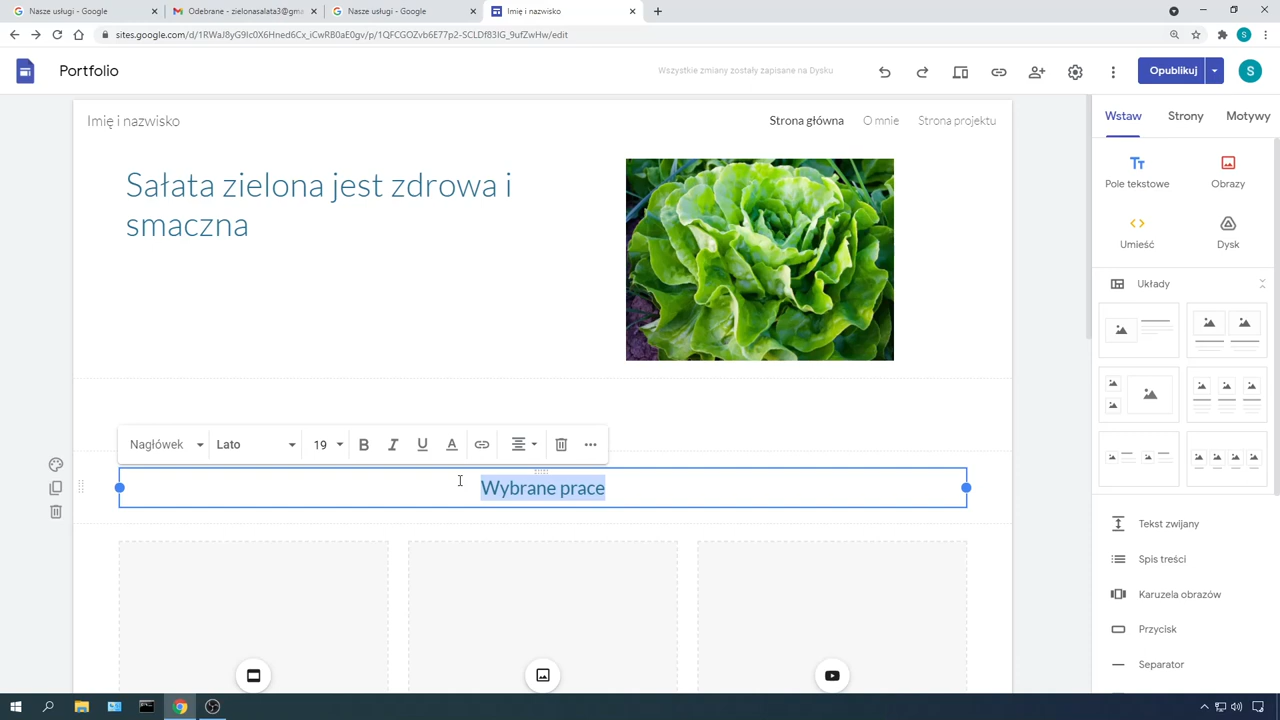 Nasze usługi - Google
Odebrane - zielonasalata3@gma
Nasze usługi - Google
Imię i nazwisko
sites.google.com/d/1RWaJ8yG9Ic0X6Hned6Cx_iCwRB0aE0gv/p/1QFCGOZvb6E77p2-SCLDf83IG_9ufZwHw/edit
S
Portfolio
Wszystkie zmiany zostały zapisane na Dysku
Opublikuj
S
Imię i nazwisko
Strona główna
O mnie
Strona projektu
Wstaw
Strony
Motywy
Sałata zielona jest zdrowa i
smaczna
Pole tekstowe
Obrazy
Umieść
Dysk
Układy
Nagłówek
Lato
19
Wybrane prace
Tekst zwijany
Spis treści
Karuzela obrazów
Przycisk
Separator